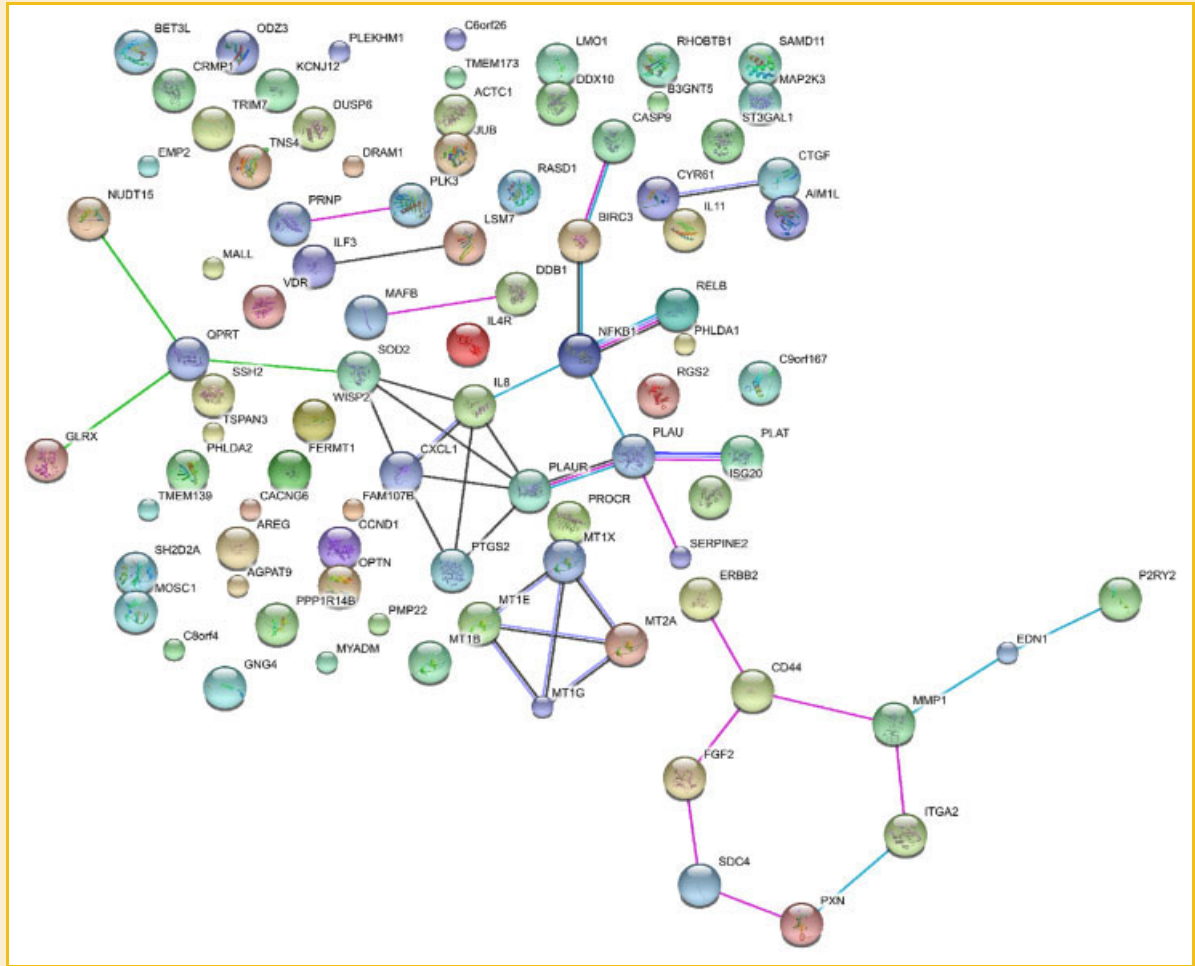 C6orf26
BET3L
ODZ3
PLEKHM1
LMO1
RHOBTB1
SAMD11
CRMP1
KCNJ12
TMEM173
DDX10
MAP2K3
B3GNT5
ACTC1
TRIM7
DUSP6
CASP9
ST3GAL1
JUB
EMP2
TNS4
DRAM1
RASD1
CTGF
PLK3
CYR61
AIM1L
NUDT15
PRNP
IL11
LSM7
BIRC3
ILF3
MALL
DDB1
VDR
MAFB
RELB
IL4R
NFKB1
PHLDA1
QPRT
SOD2
C9orf167
SSH2
IL8
RGS2
WISP2
TSPAN3
GLRX
PHLDA2
FERMT1
CXCL1
PLAUR
PLAU
PLAT
ISG20
TMEM139
CACNG6
FAM107B
PROCR
AREG
CCND1
MT1X
SERPINE2
SH2D2A
OPTN
PTGS2
ERBB2
P2RY2
AGPAT9
MOSC1
PPP1R14B
MT1E
PMP22
MT2A
C8orf4
MYADM
MT1B
EDN1
GNG4
CD44
MT1G
MMP1
FGF2
ITGA2
SDC4
PXN